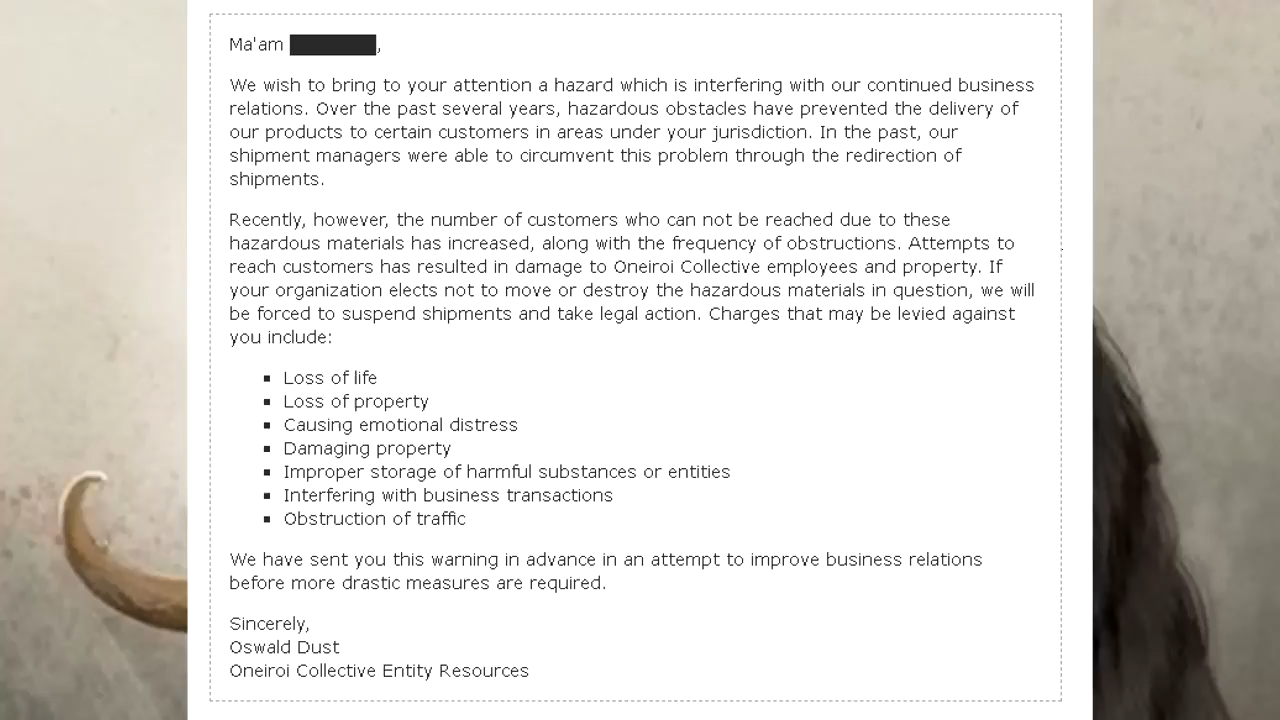 Ma'am ,
We wish to bring to your attention a hazard which is interfering with our continued business
relations. Over the past several years, hazardous obstacles have prevented the delivery of
our products to certain customers in areas under your jurisdiction. In the past, our
shipment managers were able to circumvent this problem through the redirection of
shipments.
Recently, however, the number of customers who can not be reached due to these
hazardous materials has increased, along with the frequency of obstructions. Attempts to
reach customers has resulted in damage to Oneiroi Collective employees and property. If
your organization elects not to move or destroy the hazardous materials in question, we will
be forced to suspend shipments and take legal action. Charges that may be levied against
you include:
▪ Loss of life
▪ Loss of property
▪ Causing emotional distress
▪ Damaging property
▪ Improper storage of harmful substances or entities
▪ Interfering with business transactions
▪ Obstruction of traffic
We have sent you this warning in advance in an attempt to improve business relations
before more drastic measures are required.
Sincerely,
Oswald Dust
Oneiroi Collective Entity Resources